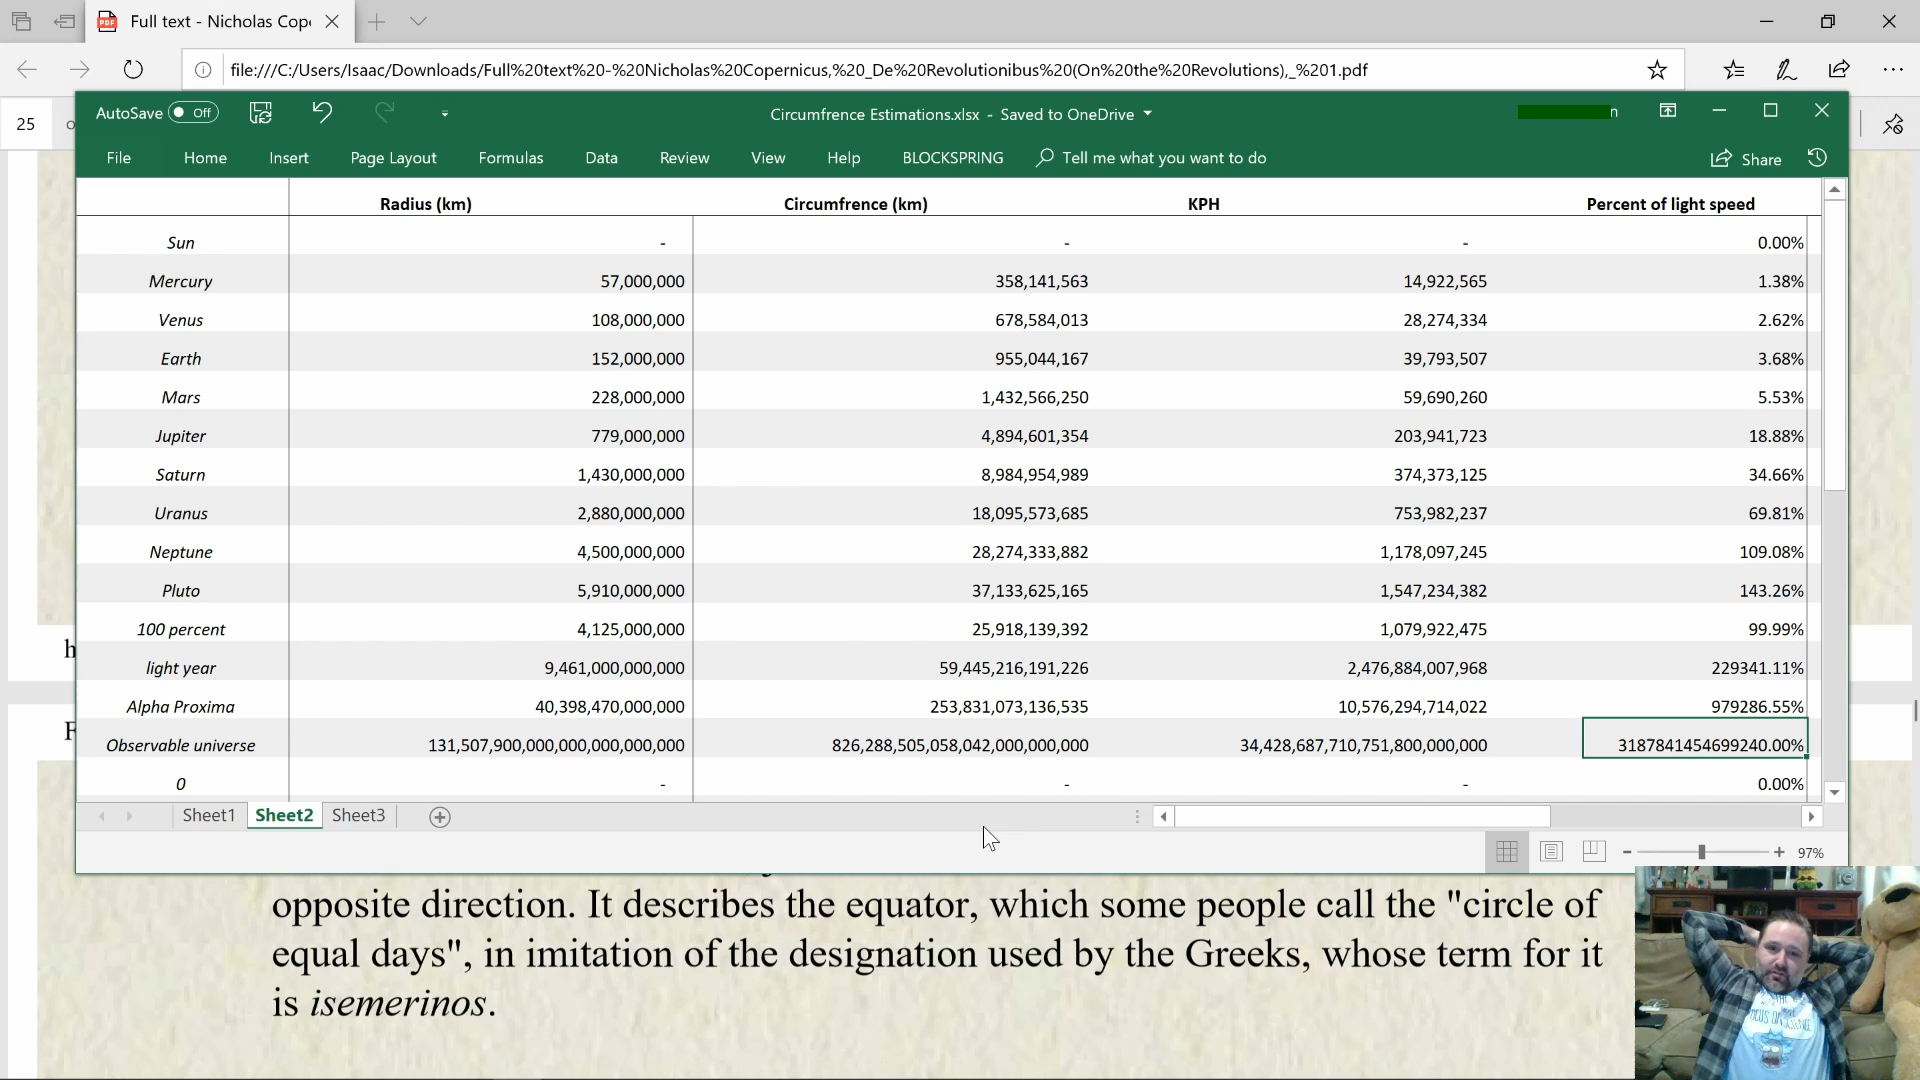 Full text - Nicholas Cop
file:///C:/Users/Isaac/Downloads/Full%20text%20-%20Nicholas%20Copernicus,%20_De%20Revolutionibus%20(On%20the%20Revolutions),_%201.pdf
25
AutoSave Off
Circumfrence Estimations.xlsx - Saved to OneDrive
n
File Home Insert Page Layout Formulas Data Review View Help BLOCKSPRING Tell me what you want to do Share
Radius (km) Circumfrence (km) KPH Percent of light speed
Sun - - - 0.00%
Mercury 57,000,000 358,141,563 14,922,565 1.38%
Venus 108,000,000 678,584,013 28,274,334 2.62%
Earth 152,000,000 955,044,167 39,793,507 3.68%
Mars 228,000,000 1,432,566,250 59,690,260 5.53%
Jupiter 779,000,000 4,894,601,354 203,941,723 18.88%
Saturn 1,430,000,000 8,984,954,989 374,373,125 34.66%
Uranus 2,880,000,000 18,095,573,685 753,982,237 69.81%
Neptune 4,500,000,000 28,274,333,882 1,178,097,245 109.08%
Pluto 5,910,000,000 37,133,625,165 1,547,234,382 143.26%
100 percent 4,125,000,000 25,918,139,392 1,079,922,475 99.99%
light year 9,461,000,000,000 59,445,216,191,226 2,476,884,007,968 229341.11%
Alpha Proxima 40,398,470,000,000 253,831,073,136,535 10,576,294,714,022 979286.55%
Observable universe 131,507,900,000,000,000,000,000 826,288,505,058,042,000,000,000 34,428,687,710,751,800,000,000 3187841454699240.00%
0 - - - 0.00%
Sheet1 Sheet2 Sheet3
97%
opposite direction. It describes the equator, which some people call the "circle of
equal days", in imitation of the designation used by the Greeks, whose term for it
is isemerinos.